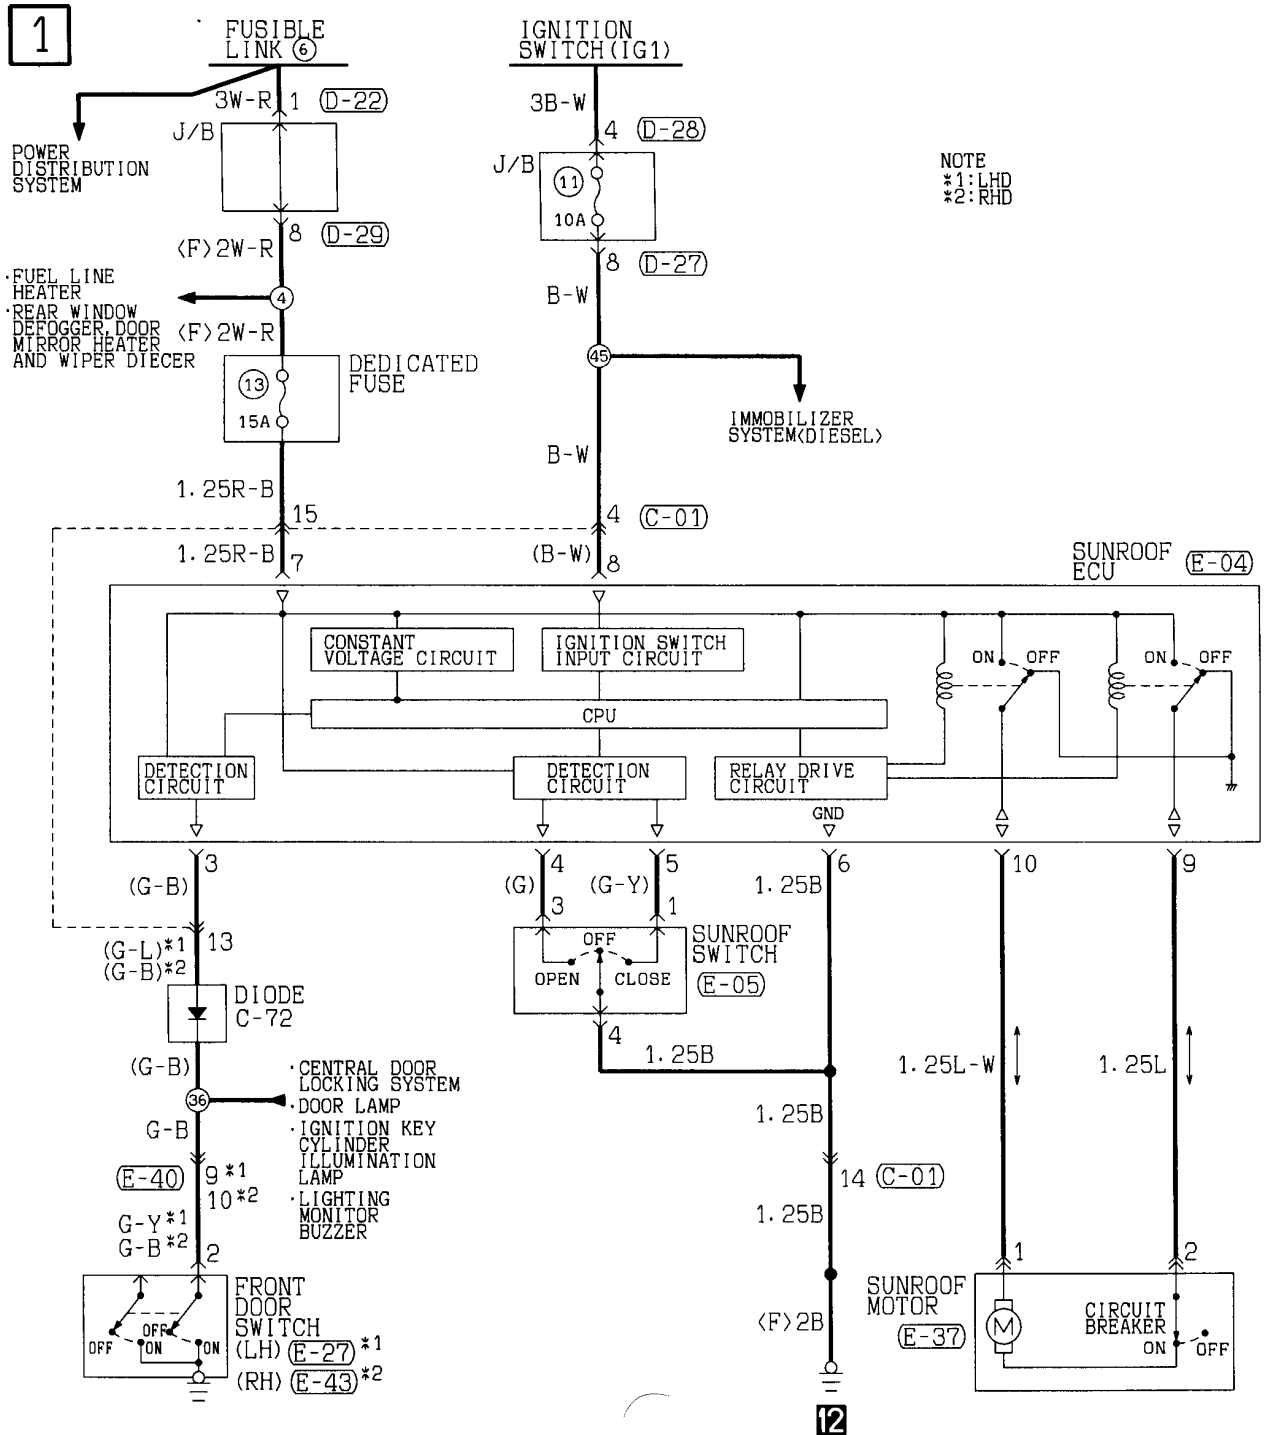 1
FUSIBLE
LINK 6
IGNITION
SWITCH(IG1)
3W-R 1 D-22
3B-W
4 D-28
J/B
J/B
POWER
DISTRIBUTION
SYSTEM
11
10A
NOTE
*1:LHD
*2:RHD
8 D-29
<F>2W-R
8 D-27
·FUEL LINE
HEATER
·REAR WINDOW
DEFOGGER,DOOR
MIRROR HEATER
AND WIPER DIECER
4
B-W
<F>2W-R
45
13
15A
DEDICATED
FUSE
IMMOBILIZER
SYSTEM<DIESEL>
B-W
1.25R-B
15
4 C-01
1.25R-B 7
(B-W) 8
SUNROOF
ECU E-04
CONSTANT
VOLTAGE CIRCUIT
IGNITION SWITCH
INPUT CIRCUIT
ON OFF
ON OFF
CPU
DETECTION
CIRCUIT
DETECTION
CIRCUIT
RELAY DRIVE
CIRCUIT
GND
3
4
5
6
10
9
(G-B)
(G)
(G-Y)
1.25B
3
1
13
(G-L)*1
(G-B)*2
OFF
OPEN CLOSE
SUNROOF
SWITCH
E-05
DIODE
C-72
4
1.25B
1.25L-W
1.25L
(G-B)
36
·CENTRAL DOOR
LOCKING SYSTEM
·DOOR LAMP
·IGNITION KEY
CYLINDER
ILLUMINATION
LAMP
·LIGHTING
MONITOR
BUZZER
G-B
1.25B
E-40 9*1
10*2
14 C-01
G-Y*1
G-B*2
2
1.25B
1
2
FRONT
DOOR
SWITCH
(LH) E-27*1
(RH) E-43*2
OFF
OFF
ON
ON
<F>2B
12
SUNROOF
MOTOR
E-37
M
CIRCUIT
BREAKER
ON OFF